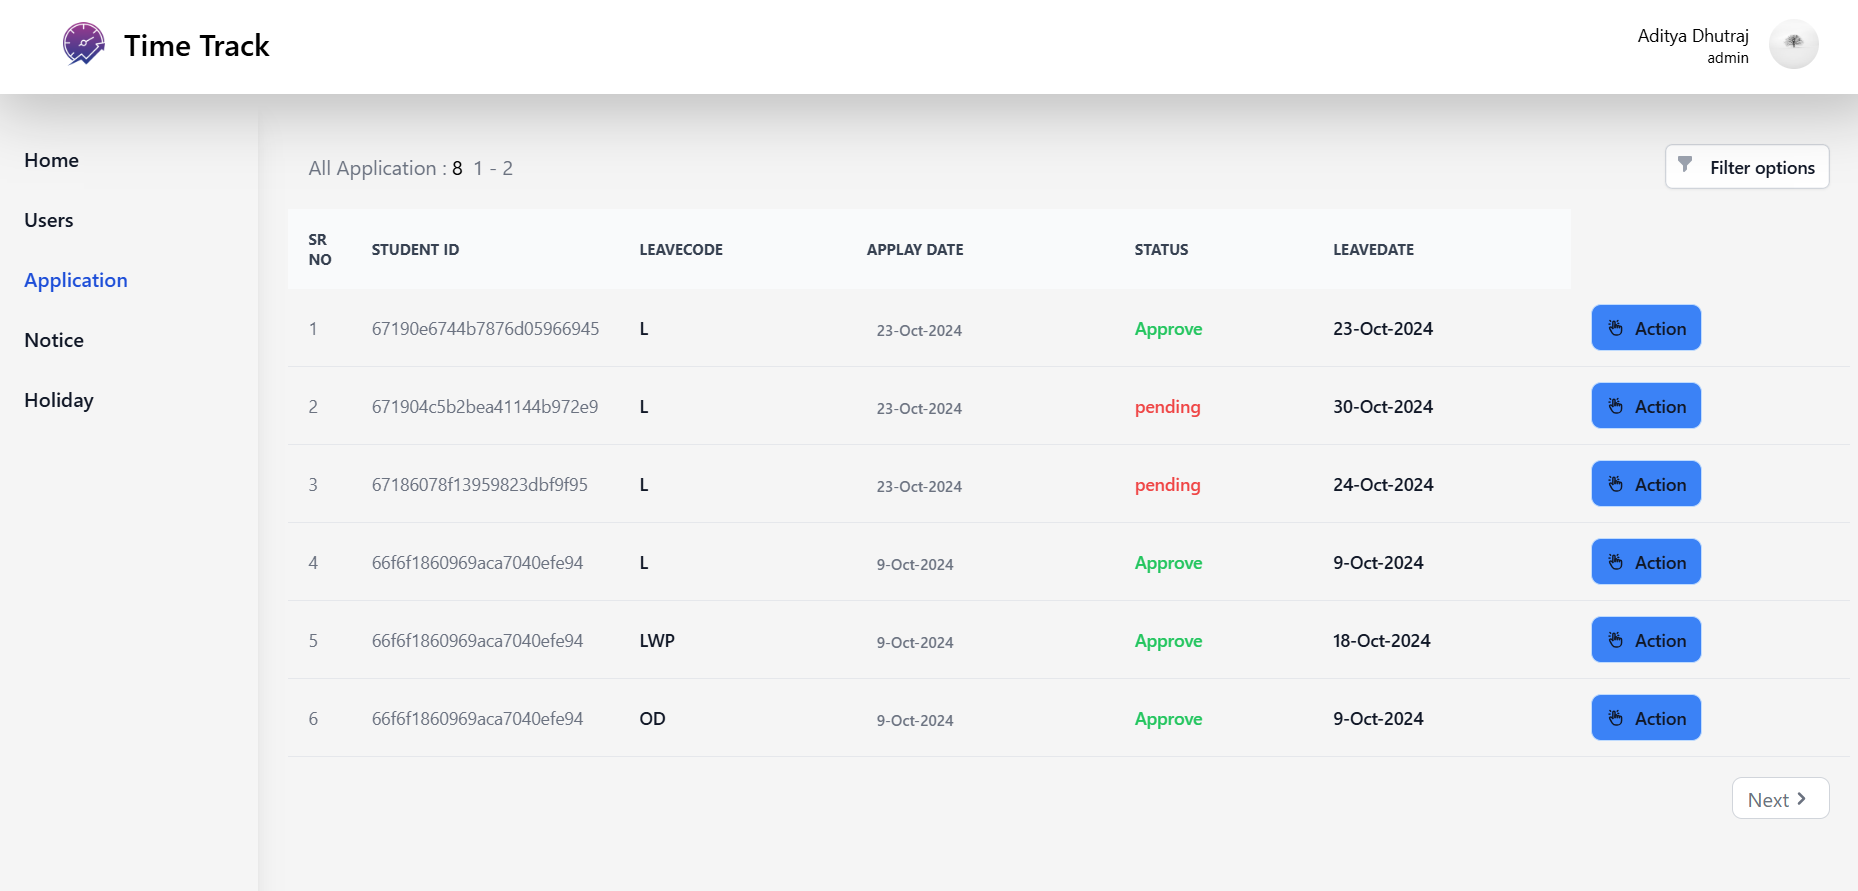 Time Track
Aditya Dhutraj
admin
Home
Users
Application
Notice
Holiday
All Application : 8 1 - 2
Filter options
SR NO STUDENT ID LEAVECODE APPLAY DATE STATUS LEAVEDATE
1 67190e6744b7876d05966945 L 23-Oct-2024 Approve 23-Oct-2024 Action
2 671904c5b2bea41144b972e9 L 23-Oct-2024 pending 30-Oct-2024 Action
3 67186078f13959823dbf9f95 L 23-Oct-2024 pending 24-Oct-2024 Action
4 66f6f1860969aca7040efe94 L 9-Oct-2024 Approve 9-Oct-2024 Action
5 66f6f1860969aca7040efe94 LWP 9-Oct-2024 Approve 18-Oct-2024 Action
6 66f6f1860969aca7040efe94 OD 9-Oct-2024 Approve 9-Oct-2024 Action
Next